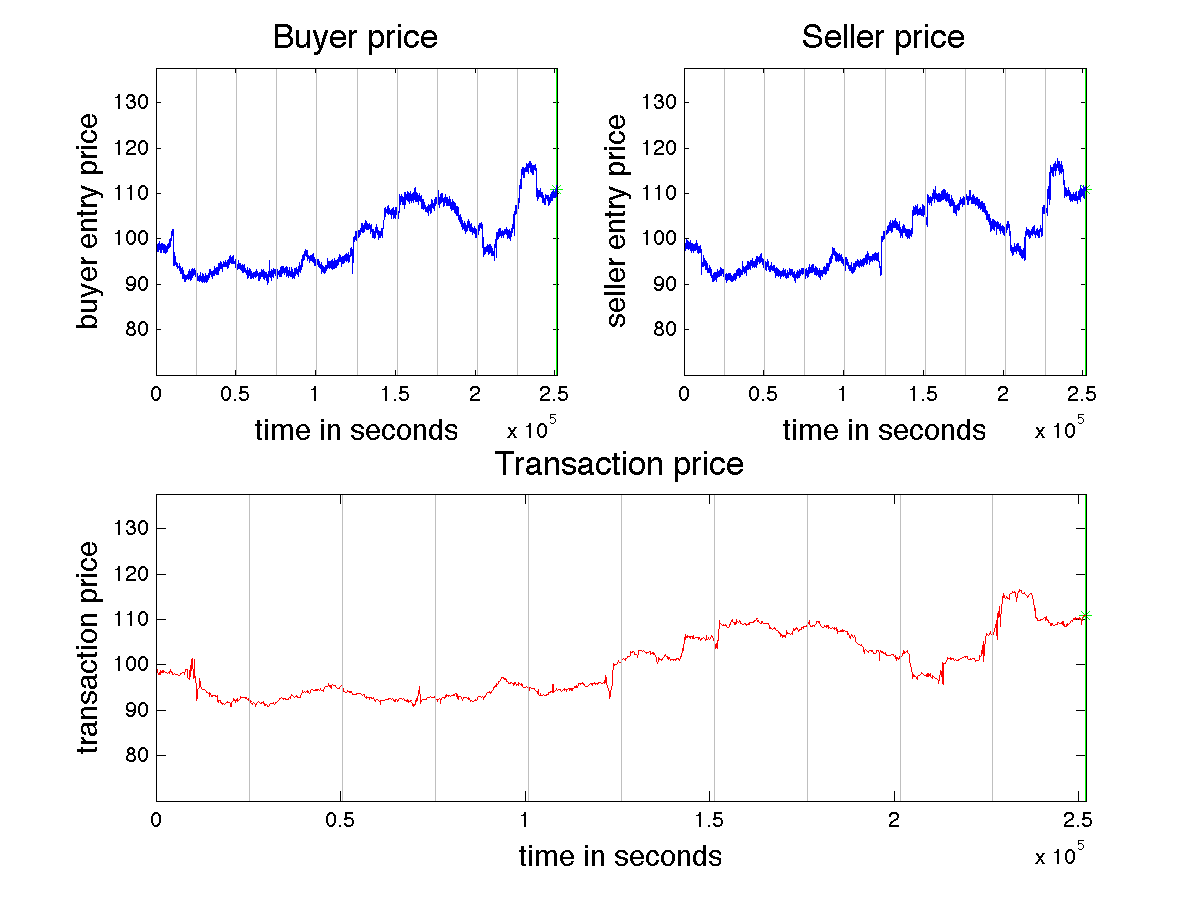 Buyer price
buyer entry price
130
120
110
100
90
80
0 0.5 1 1.5 2 2.5
x 10^5
time in seconds
Seller price
seller entry price
130
120
110
100
90
80
0 0.5 1 1.5 2 2.5
x 10^5
time in seconds
Transaction price
transaction price
130
120
110
100
90
80
0 0.5 1 1.5 2 2.5
x 10^5
time in seconds